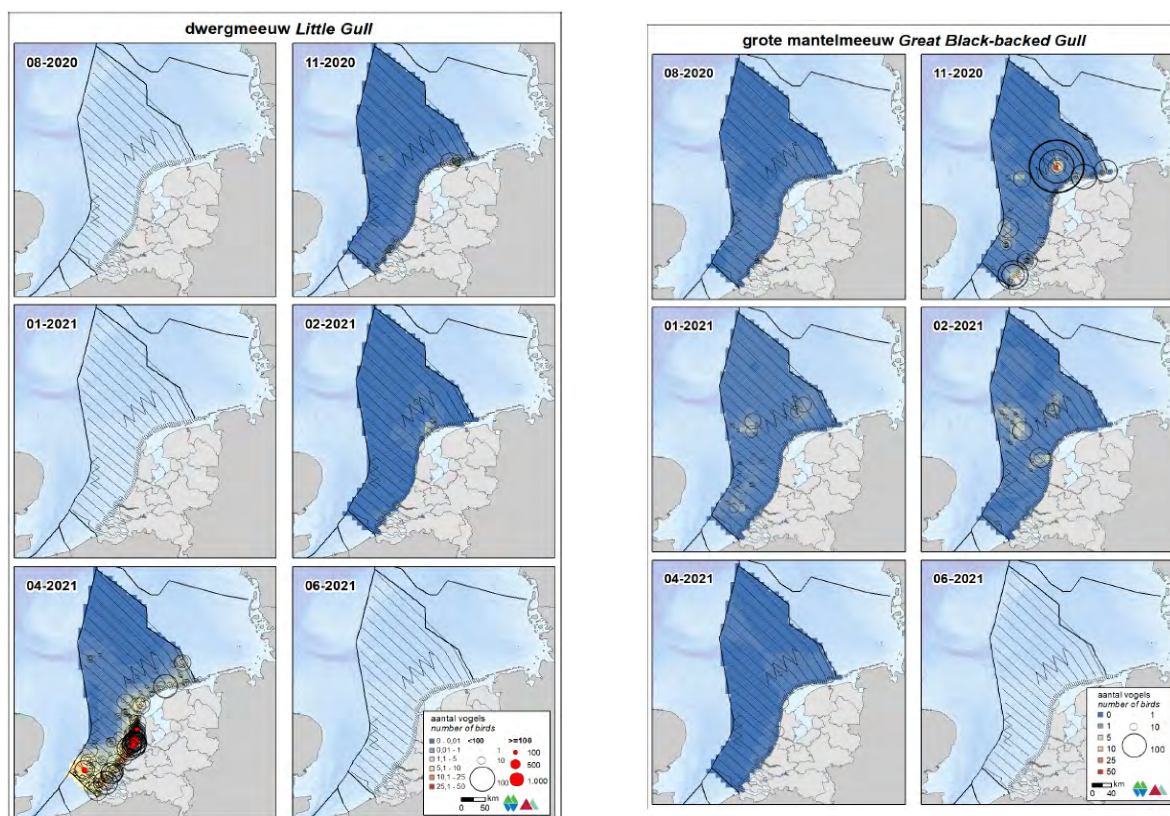 dwergmeeuw Little Gull
08-2020
11-2020
01-2021
02-2021
04-2021
06-2021
aantal vogels
number of birds
<100 >=100
0 - 0,01
0,01 - 1
1,1 - 5
5,1 - 10
10,1 - 25
25,1 - 50
1
10
100
100
500
1.000
km
0 50
grote mantelmeeuw Great Black-backed Gull
08-2020
11-2020
01-2021
02-2021
04-2021
06-2021
aantal vogels
number of birds
0
1
5
10
25
50
1
10
100
km
0 40